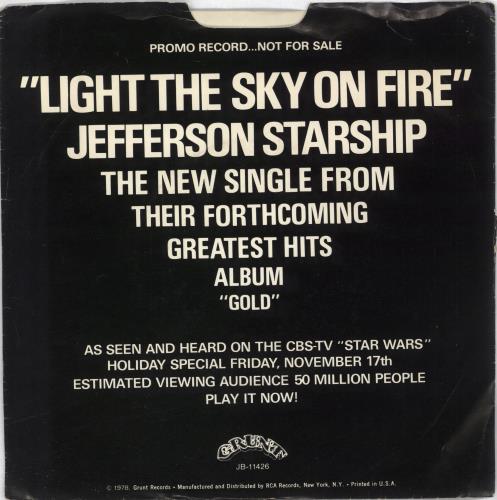 PROMO RECORD...NOT FOR SALE
"LIGHT THE SKY ON FIRE"
JEFFERSON STARSHIP
THE NEW SINGLE FROM
THEIR FORTHCOMING
GREATEST HITS
ALBUM
"GOLD"
AS SEEN AND HEARD ON THE CBS-TV "STAR WARS"
HOLIDAY SPECIAL FRIDAY, NOVEMBER 17th
ESTIMATED VIEWING AUDIENCE 50 MILLION PEOPLE
PLAY IT NOW!
GRUNT
JB-11426
© 1978, Grunt Records • Manufactured and Distributed by RCA Records, New York, N.Y. • Printed in U.S.A.